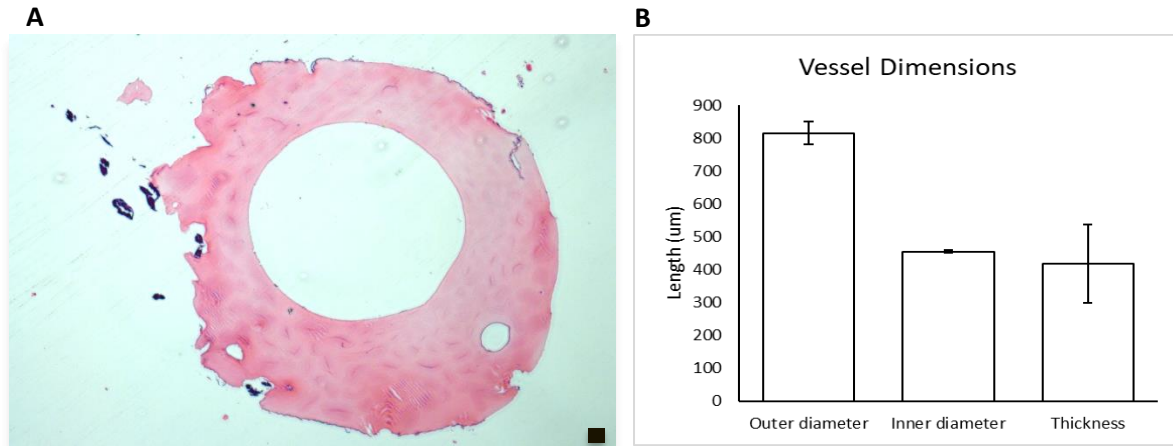 A
B
Vessel Dimensions
Length (um)
900
800
700
600
500
400
300
200
100
0
Outer diameter
Inner diameter
Thickness